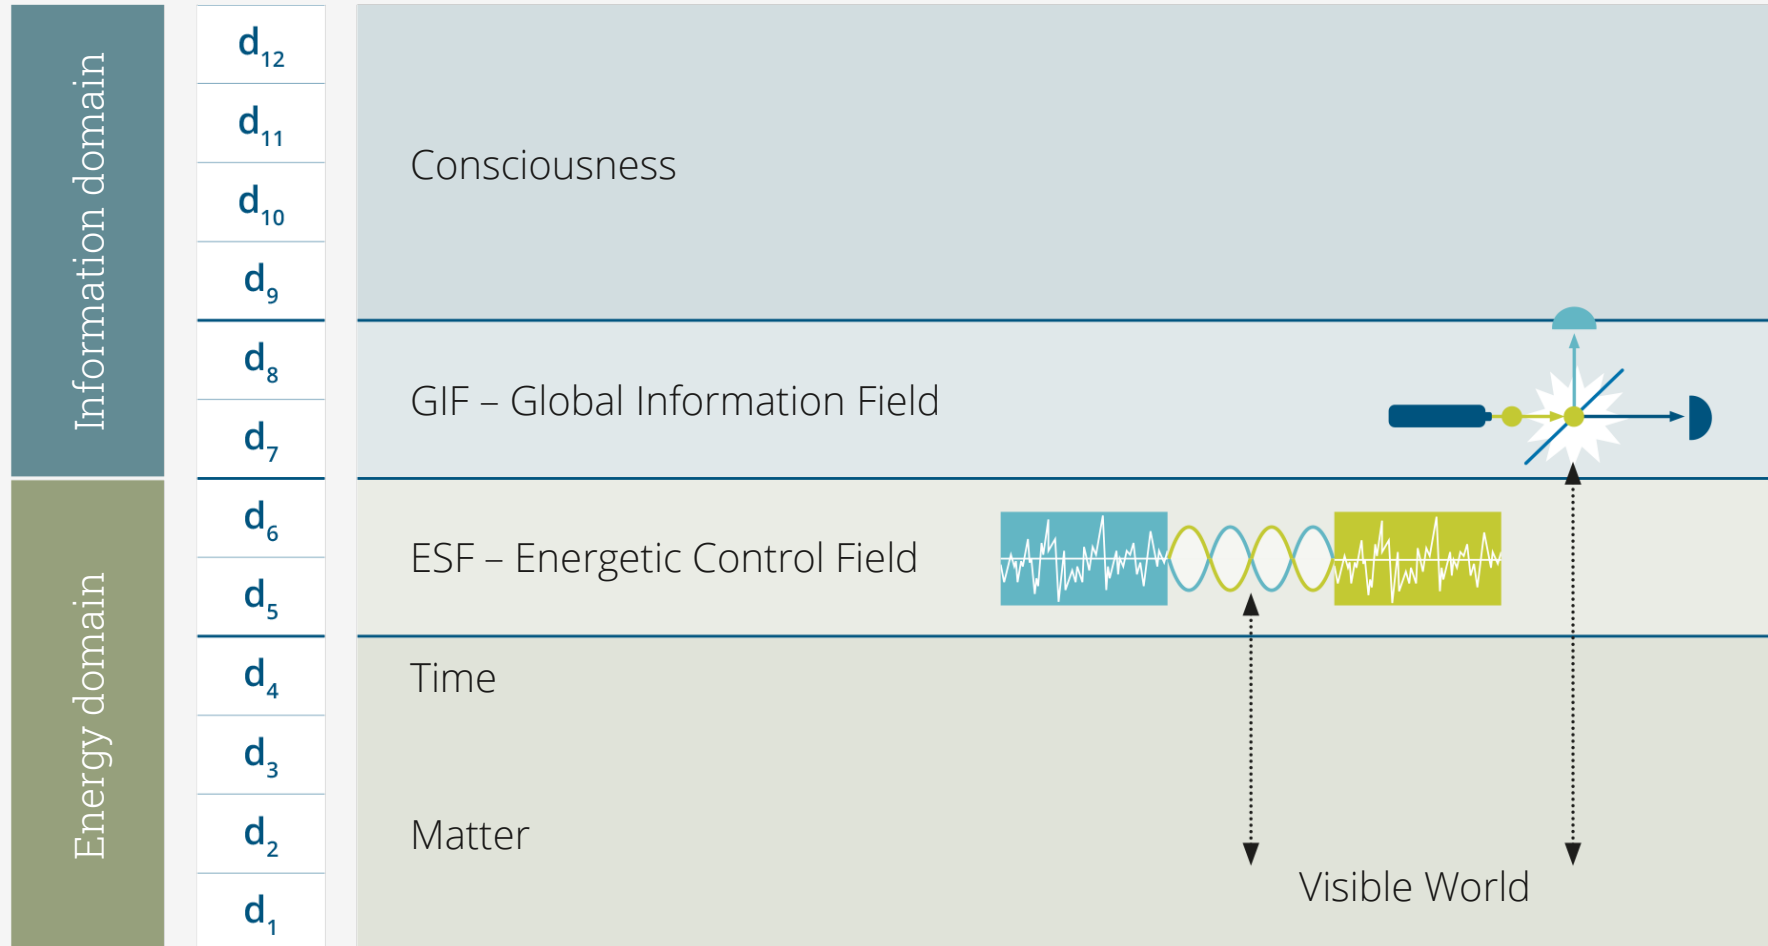 Information domain
Energy domain
d12
d11
d10
d9
d8
d7
d6
d5
d4
d3
d2
d1
Consciousness
GIF – Global Information Field
ESF – Energetic Control Field
Time
Matter
Visible World